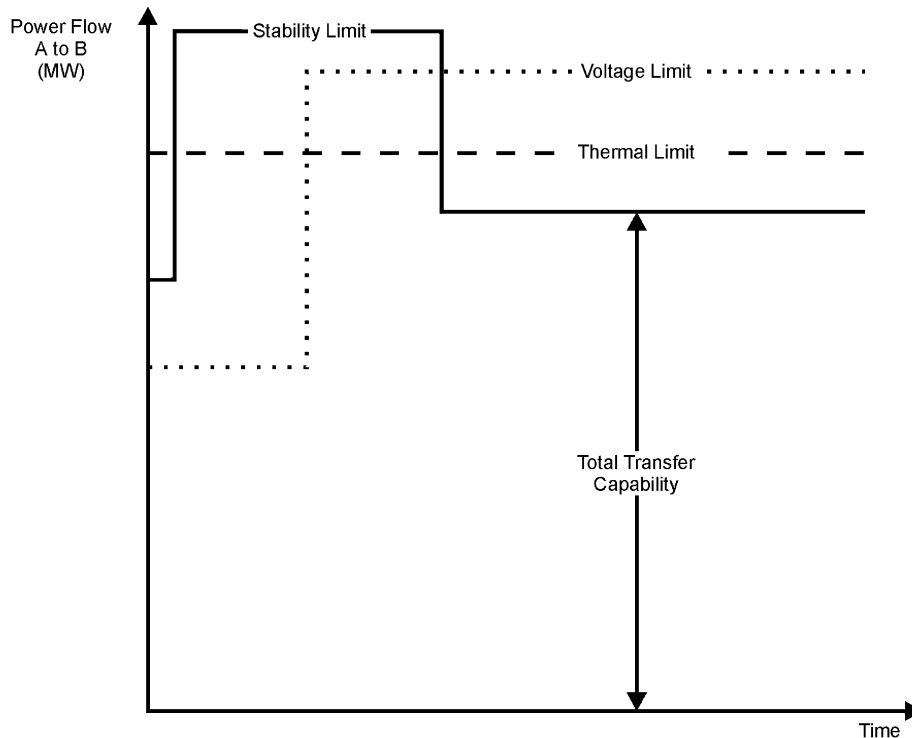 Power Flow
A to B
(MW)
Stability Limit
Voltage Limit
Thermal Limit
Total Transfer
Capability
Time